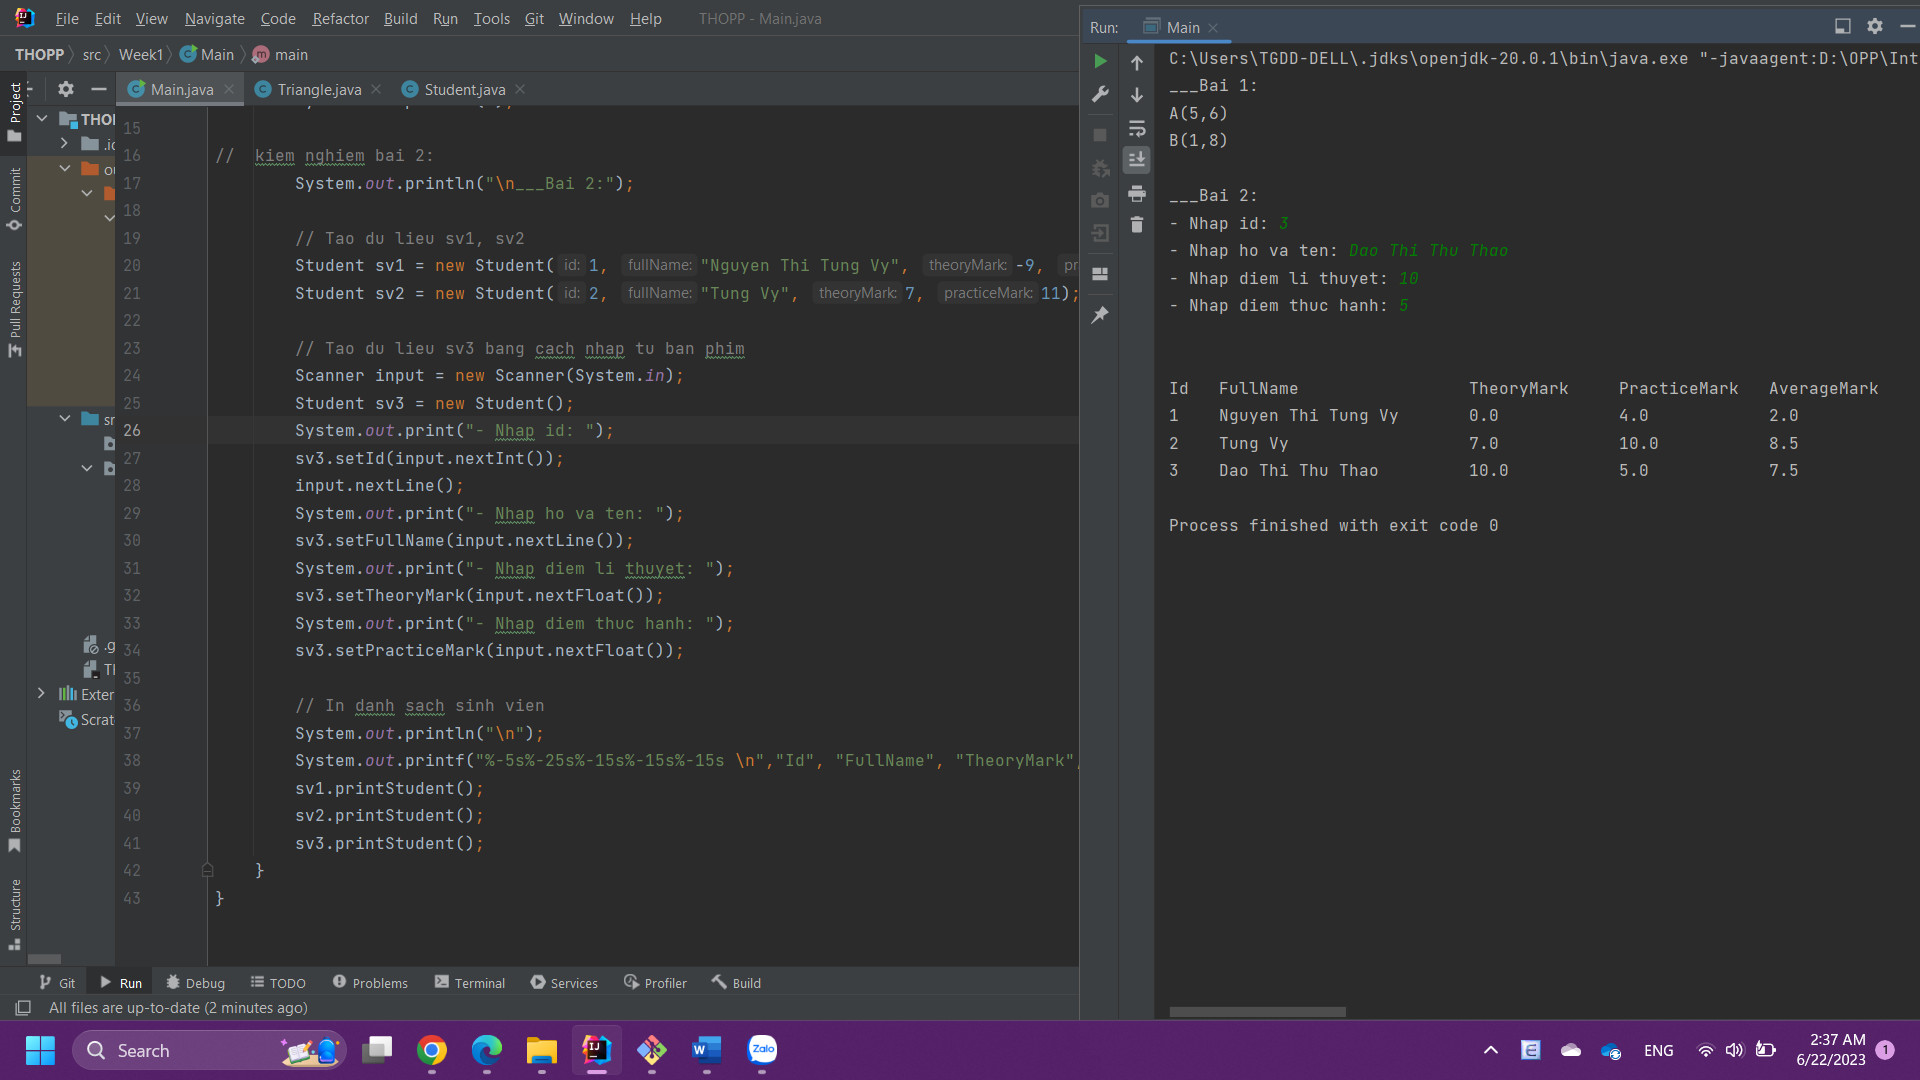 File Edit View Navigate Code Refactor Build Run Tools Git Window Help THOPP - Main.java
THOPP src Week1 Main main
Main.java Triangle.java Student.java
Project
Commit
Pull Requests
Bookmarks
Structure
THOP
Exter
Scrat
15
16 // kiem nghiem bai 2:
17 System.out.println("\n___Bai 2:");
18
19 // Tao du lieu sv1, sv2
20 Student sv1 = new Student( id: 1, fullName: "Nguyen Thi Tung Vy", theoryMark: -9, pr
21 Student sv2 = new Student( id: 2, fullName: "Tung Vy", theoryMark: 7, practiceMark: 11);
22
23 // Tao du lieu sv3 bang cach nhap tu ban phim
24 Scanner input = new Scanner(System.in);
25 Student sv3 = new Student();
26 System.out.print("- Nhap id: ");
27 sv3.setId(input.nextInt());
28 input.nextLine();
29 System.out.print("- Nhap ho va ten: ");
30 sv3.setFullName(input.nextLine());
31 System.out.print("- Nhap diem li thuyet: ");
32 sv3.setTheoryMark(input.nextFloat());
33 System.out.print("- Nhap diem thuc hanh: ");
34 sv3.setPracticeMark(input.nextFloat());
35
36 // In danh sach sinh vien
37 System.out.println("\n");
38 System.out.printf("%-5s%-25s%-15s%-15s%-15s \n","Id", "FullName", "TheoryMark",
39 sv1.printStudent();
40 sv2.printStudent();
41 sv3.printStudent();
42 }
43 }
Run: Main
C:\Users\TGDD-DELL\.jdks\openjdk-20.0.1\bin\java.exe "-javaagent:D:\OPP\Int
___Bai 1:
A(5,6)
B(1,8)
___Bai 2:
- Nhap id: 3
- Nhap ho va ten: Dao Thi Thu Thao
- Nhap diem li thuyet: 10
- Nhap diem thuc hanh: 5
Id FullName TheoryMark PracticeMark AverageMark
1 Nguyen Thi Tung Vy 0.0 4.0 2.0
2 Tung Vy 7.0 10.0 8.5
3 Dao Thi Thu Thao 10.0 5.0 7.5
Process finished with exit code 0
Git Run Debug TODO Problems Terminal Services Profiler Build
All files are up-to-date (2 minutes ago)
Search Zalo ENG 2:37 AM
6/22/2023 1